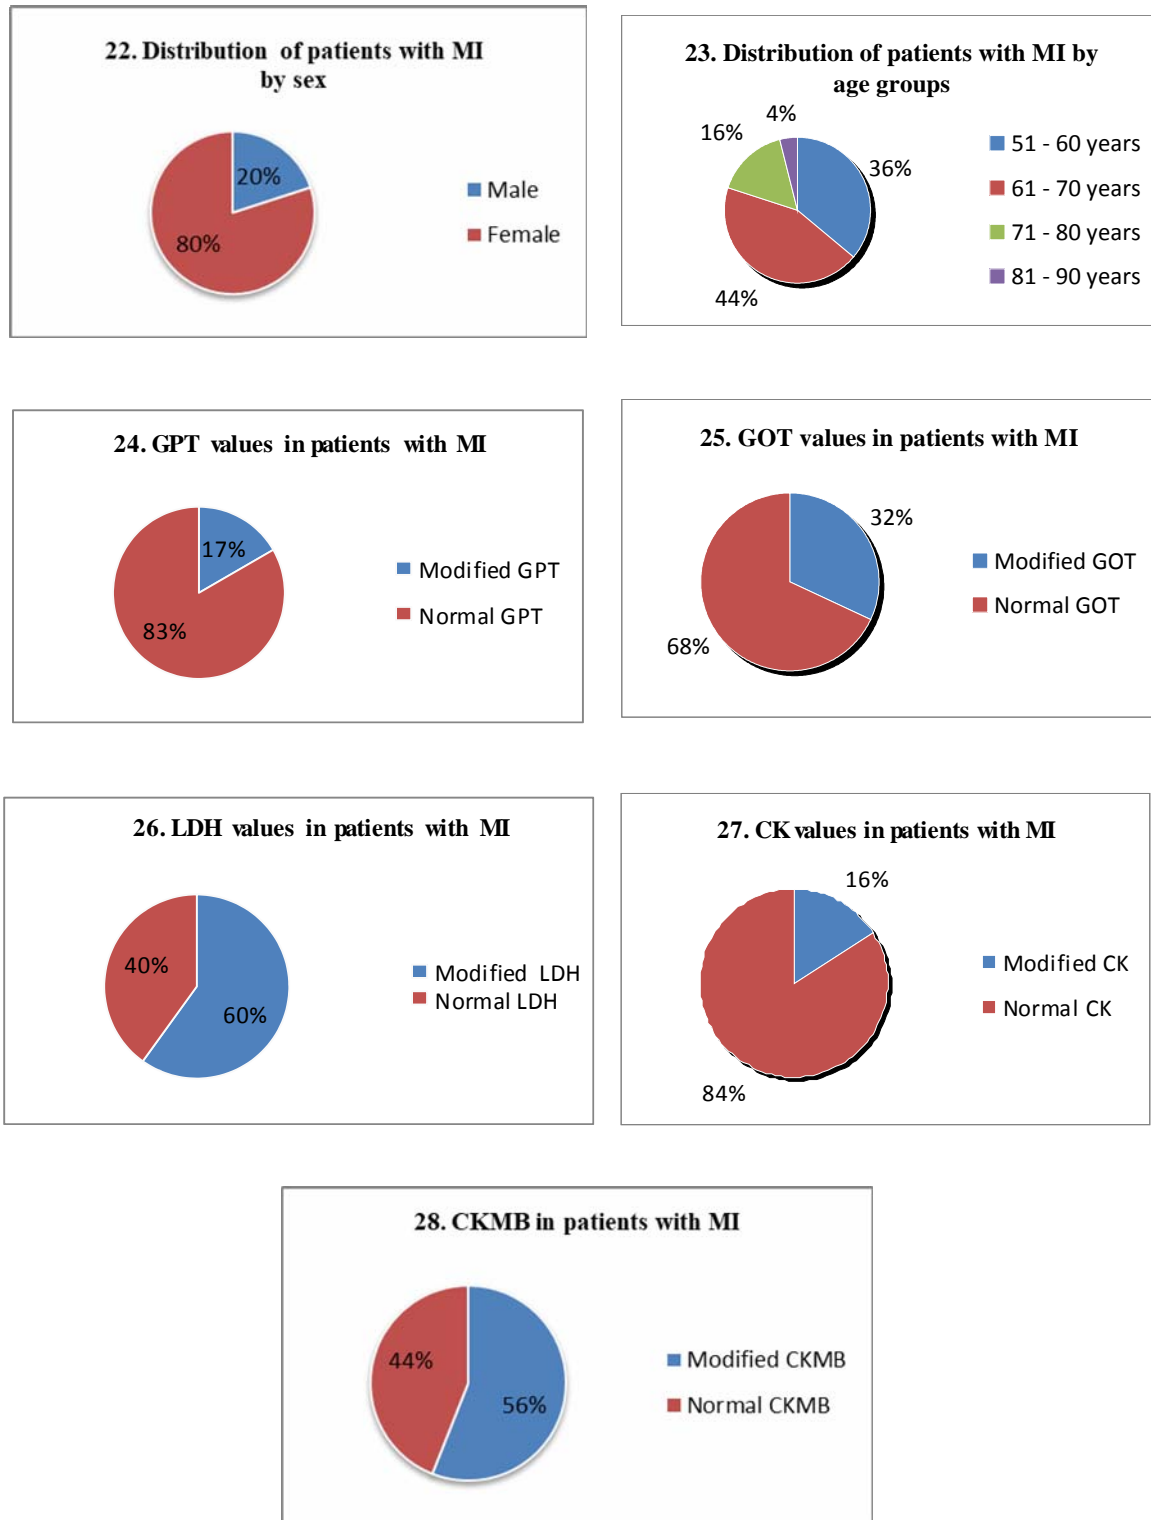 22. Distribution of patients with MI
by sex
20%
80%
Male
Female
23. Distribution of patients with MI by
age groups
4%
16%
36%
44%
51 - 60 years
61 - 70 years
71 - 80 years
81 - 90 years
24. GPT values in patients with MI
17%
83%
Modified GPT
Normal GPT
25. GOT values in patients with MI
32%
68%
Modified GOT
Normal GOT
26. LDH values in patients with MI
40%
60%
Modified LDH
Normal LDH
27. CK values in patients with MI
16%
84%
Modified CK
Normal CK
28. CKMB in patients with MI
44%
56%
Modified CKMB
Normal CKMB